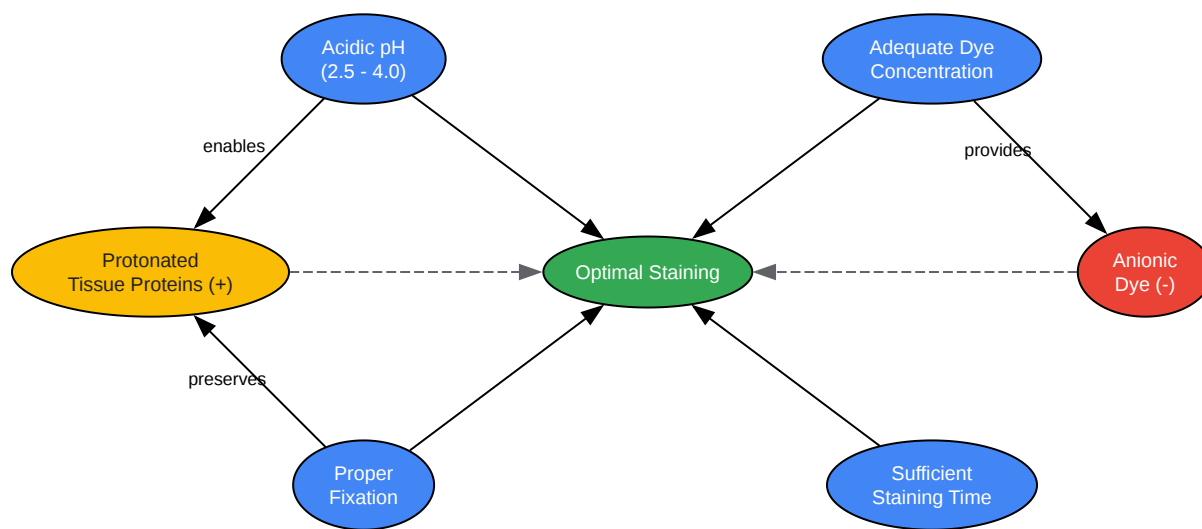 Acidic pH
(2.5 - 4.0)
Adequate Dye
Concentration
enables
provides
Protonated
Tissue Proteins (+)
Optimal Staining
Anionic
Dye (-)
preserves
Proper
Fixation
Sufficient
Staining Time